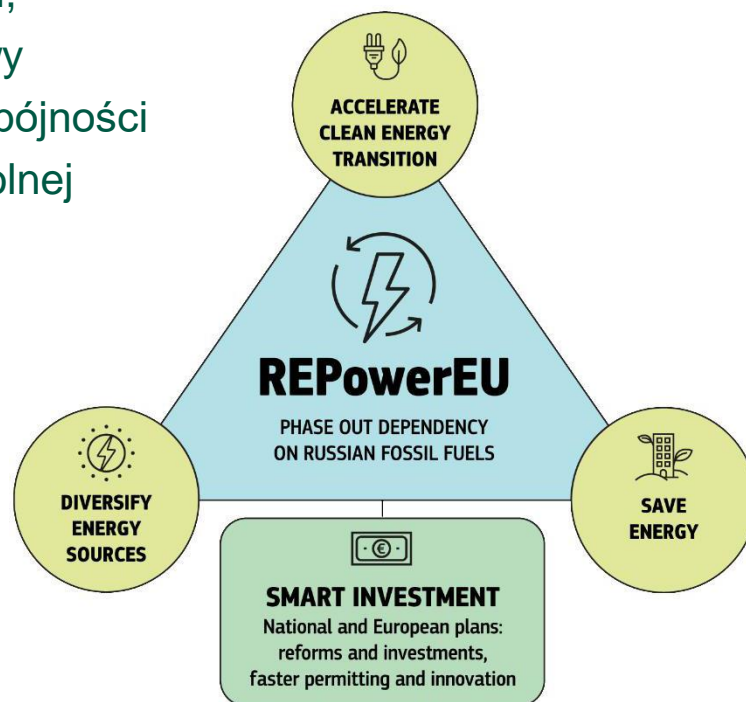 ACCELERATE
CLEAN ENERGY
TRANSITION
REPowerEU
PHASE OUT DEPENDENCY
ON RUSSIAN FOSSIL FUELS
DIVERSIFY
ENERGY
SOURCES
SAVE
ENERGY
€
SMART INVESTMENT
National and European plans:
reforms and investments,
faster permitting and innovation